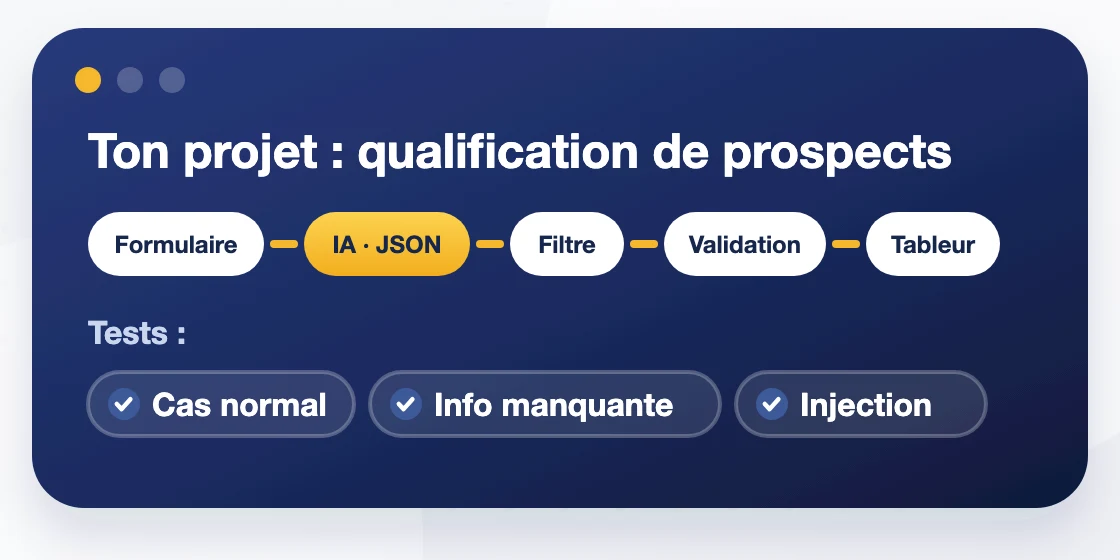 Ton projet : qualification de prospects
Formulaire IA · JSON Filtre Validation Tableur
Tests :
Cas normal Info manquante Injection